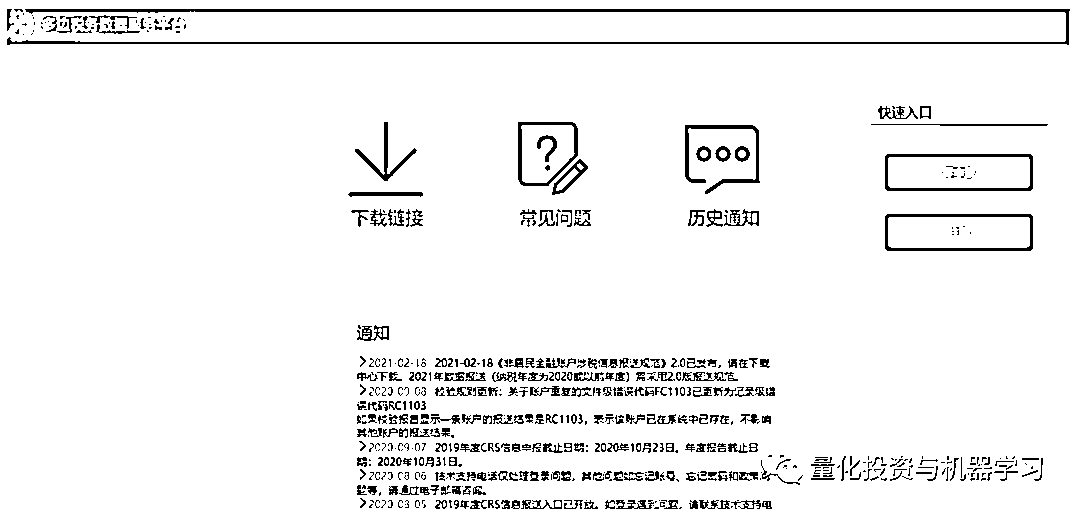 多边税务数据服务平台
快速入口
下载链接
常见问题
历史通知
通知
2021-02-18 2021-02-18《非居民金融账户涉税信息报送规范》2.0已发布，请在下载
中心下载。2021年数据报送（纳税年度为2020或以前年度）需采用2.0版报送规范。
2020-09-08 校验规则更新：关于账户重复的文件级错误代码RC1103已更新为记录级错
误代码RC1103
如果校验报告显示一条账户的报送结果是RC1103，表示该账户已在系统中已存在，不影响
其他账户的报送结果。
2020-09-07 2019年度CRS信息申报截止日期：2020年10月23日。年度报告截止日
期：2020年10月31日。
2020-08-06 技术支持电话仅处理登录问题，其他问题如忘记账号、忘记密码和政策问
题等，请通过电子邮箱咨询。
2019年度CRS信息报送入口已开放。如登录遇到问题，请联系技术支持电
量化投资与机器学习